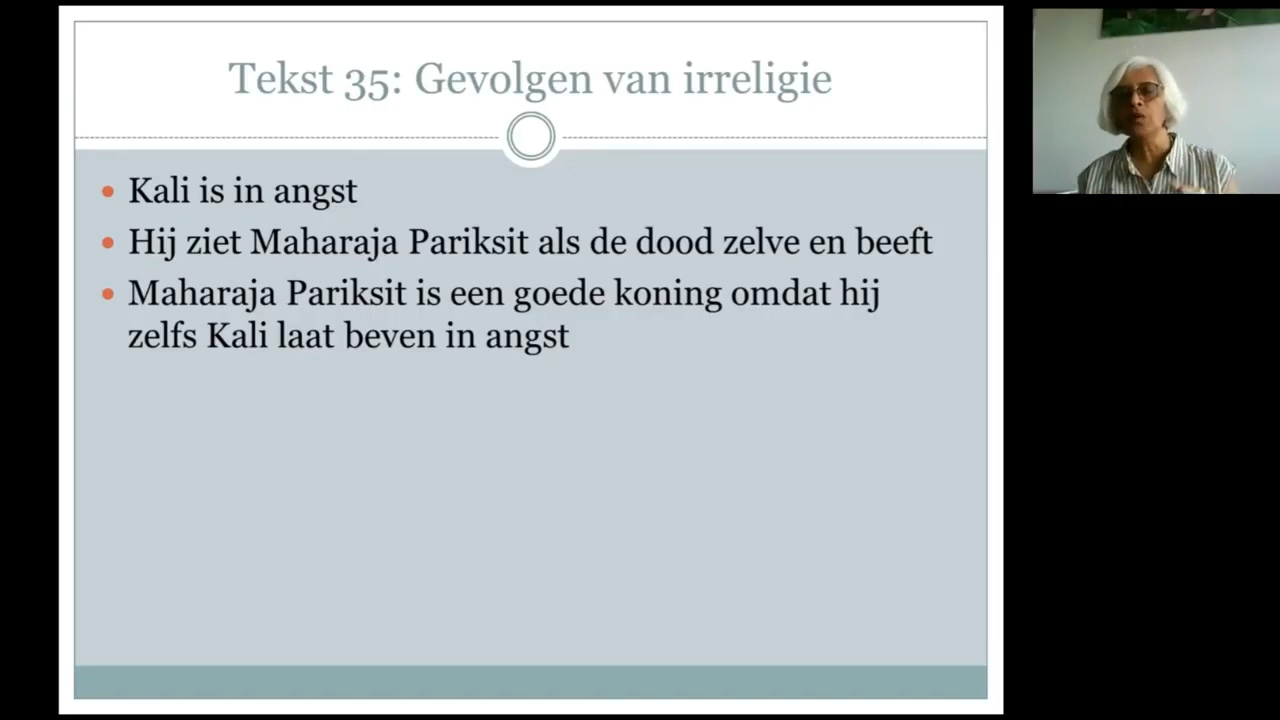 Tekst 35: Gevolgen van irreligie
• Kali is in angst
• Hij ziet Maharaja Pariksit als de dood zelve en beeft
• Maharaja Pariksit is een goede koning omdat hij
zelfs Kali laat beven in angst